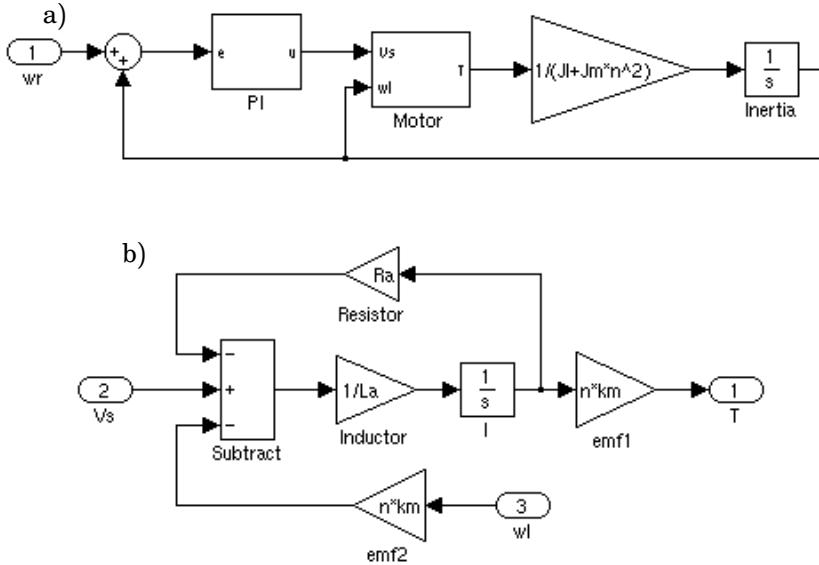 a)
1
wr
++
e
u
PI
Vs
wl
T
Motor
1/(Jl+Jm*n^2)
1
s
Inertia
b)
Ra
Resistor
2
Vs
−
+
−
Subtract
1/La
Inductor
1
s
I
n*km
emf1
1
T
n*km
emf2
3
wl